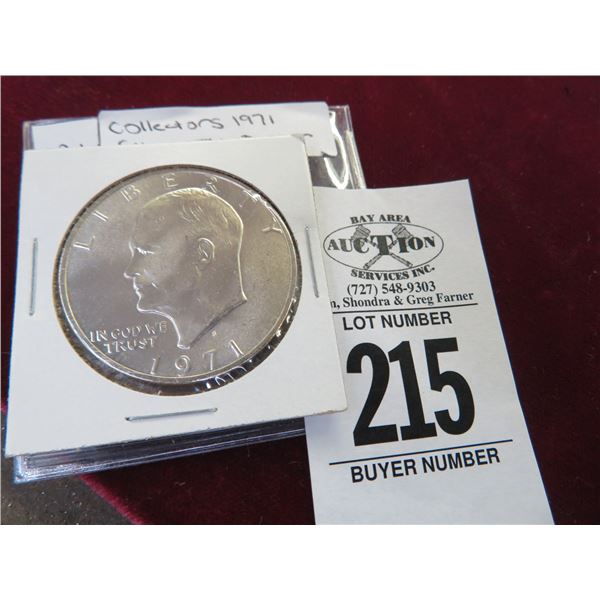 Collectors 1971
LIBERTY
IN GOD WE
TRUST
1971
BAY AREA
AUCTION
SERVICES INC.
(727) 548-9303
, Shondra & Greg Farner
LOT NUMBER
215
BUYER NUMBER